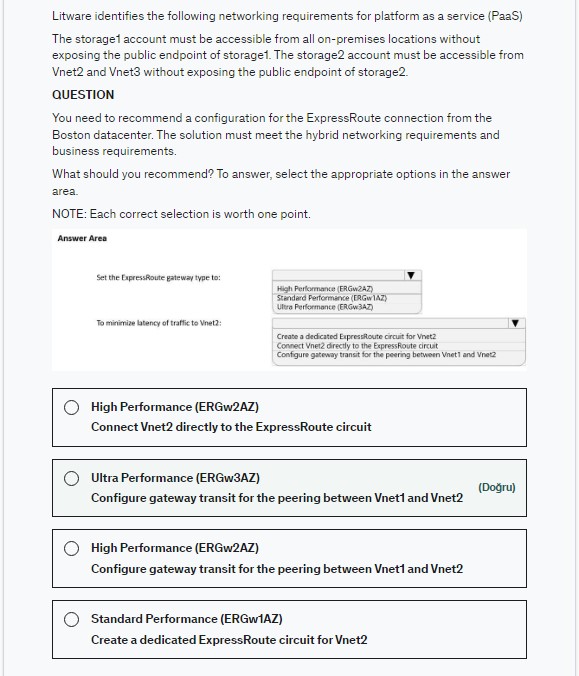 Litware identifies the following networking requirements for platform as a service (PaaS)
The storage1 account must be accessible from all on-premises locations without
exposing the public endpoint of storage1. The storage2 account must be accessible from
Vnet2 and Vnet3 without exposing the public endpoint of storage2.
QUESTION
You need to recommend a configuration for the ExpressRoute connection from the
Boston datacenter. The solution must meet the hybrid networking requirements and
business requirements.
What should you recommend? To answer, select the appropriate options in the answer
area.
NOTE: Each correct selection is worth one point.
Answer Area
Set the ExpressRoute gateway type to:
High Performance (ERGw2AZ)
Standard Performance (ERGw1AZ)
Ultra Performance (ERGw3AZ)
To minimize latency of traffic to Vnet2:
Create a dedicated ExpressRoute circuit for Vnet2
Connect Vnet2 directly to the ExpressRoute circuit
Configure gateway transit for the peering between Vnet1 and Vnet2
High Performance (ERGw2AZ)
Connect Vnet2 directly to the ExpressRoute circuit
Ultra Performance (ERGw3AZ)
Configure gateway transit for the peering between Vnet1 and Vnet2
(Doğru)
High Performance (ERGw2AZ)
Configure gateway transit for the peering between Vnet1 and Vnet2
Standard Performance (ERGw1AZ)
Create a dedicated ExpressRoute circuit for Vnet2